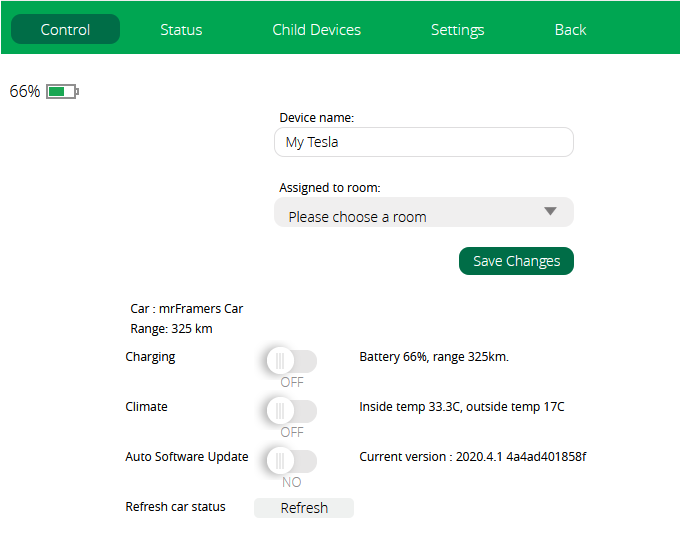 Control Status Child Devices Settings Back
66%
Device name:
My Tesla
Assigned to room:
Please choose a room
Save Changes
Car : mrFramers Car
Range: 325 km
Charging Battery 66%, range 325km.
OFF
Climate Inside temp 33.3C, outside temp 17C
OFF
Auto Software Update Current version : 2020.4.1 4a4ad401858f
NO
Refresh car status Refresh